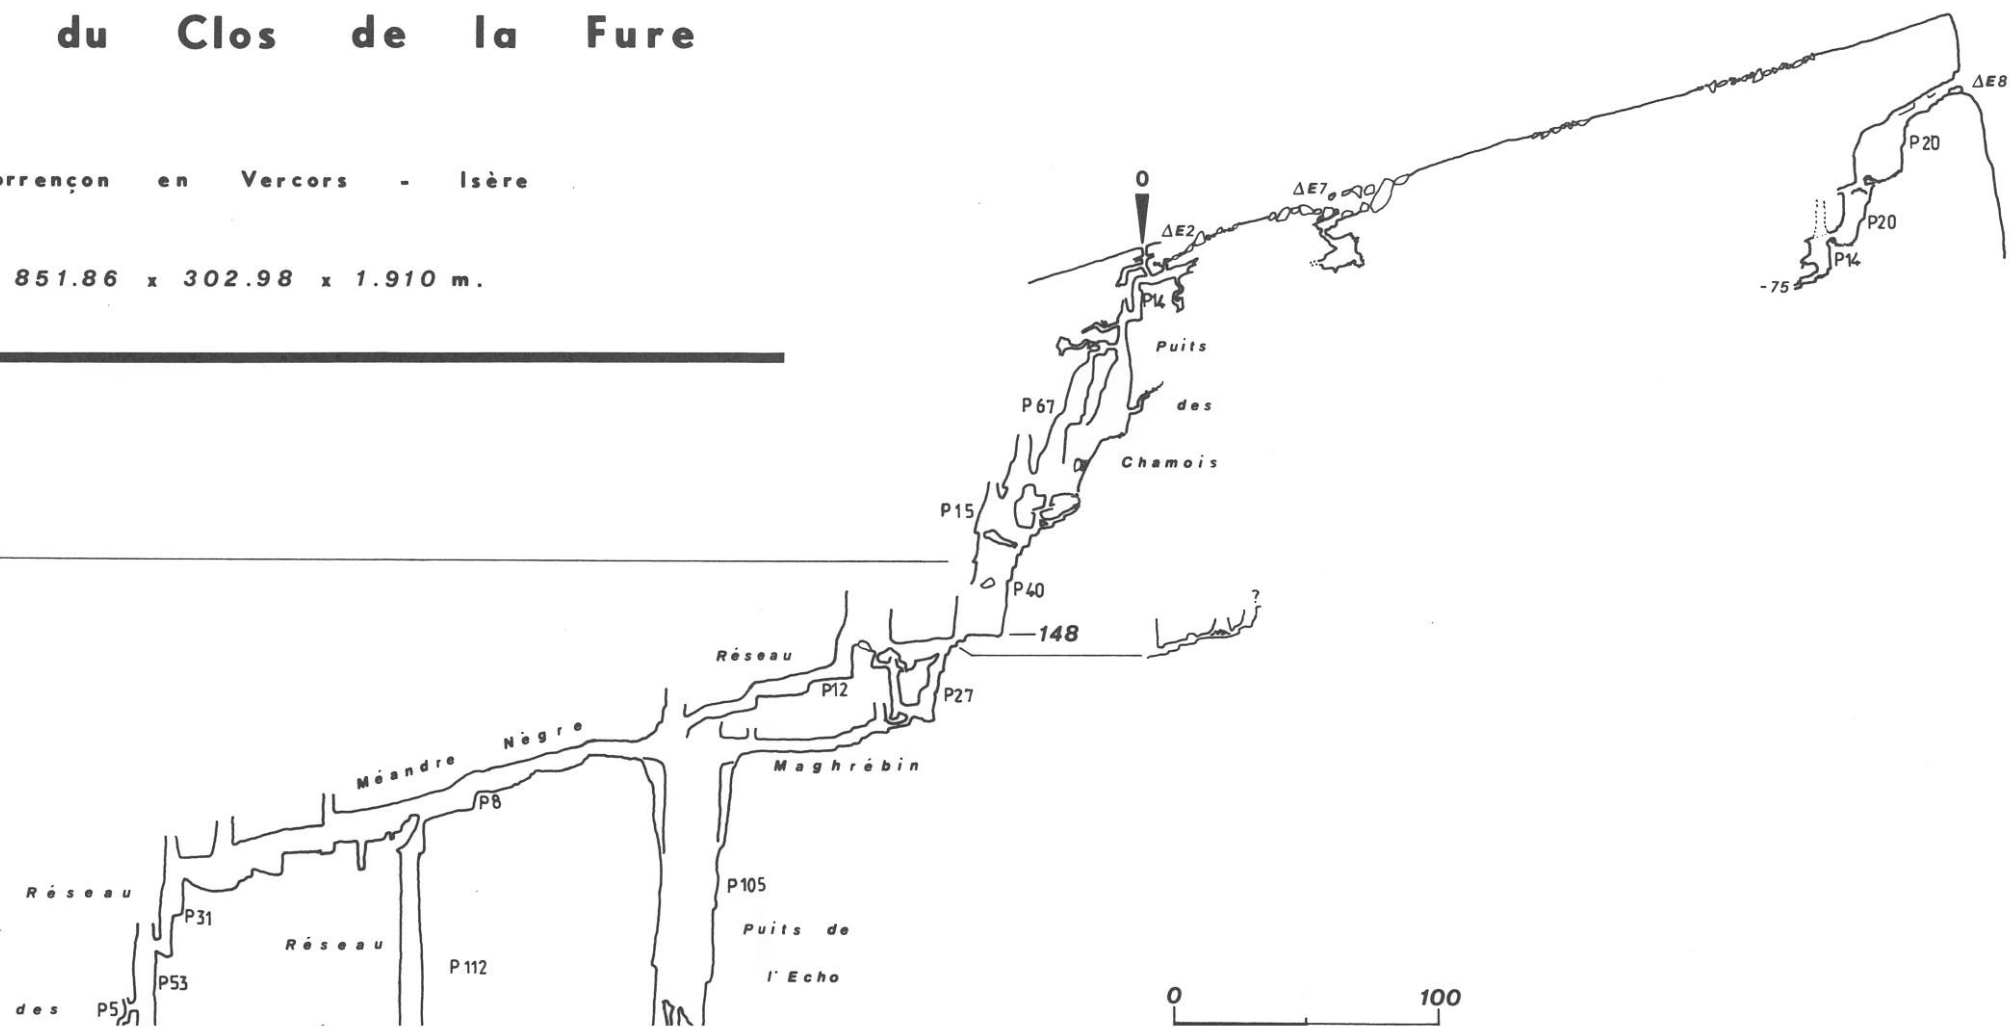 du Clos de la Fure
orrençon en Vercors - Isère
851.86 x 302.98 x 1.910 m.
0
ΔE2
ΔE7
ΔE8
P20
P20
P14
-75
P14
Puits
des
Chamois
P67
P15
P40
—148
?
Réseau
P12
P27
Maghrébin
Méandre Nègre
P8
Réseau
P31
Réseau
P53
des
P5
P112
P105
Puits de
l'Echo
0 100